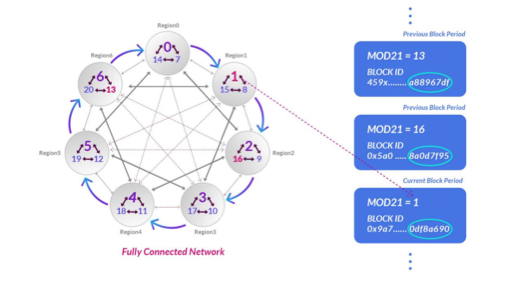 Region0
0
14 7
Region6
6
20 13
Region1
1
15 8
Region5
5
19 12
2
16 9
Region2
4
18 11
Region4
3
17 10
Region3
Fully Connected Network
Previous Block Period
MOD21 = 13
BLOCK ID
459x........a88967df
Previous Block Period
MOD21 = 16
BLOCK ID
0x5a0 .....8a0d7f95
Current Block Period
MOD21 = 1
BLOCK ID
0x9a7......0df8a690